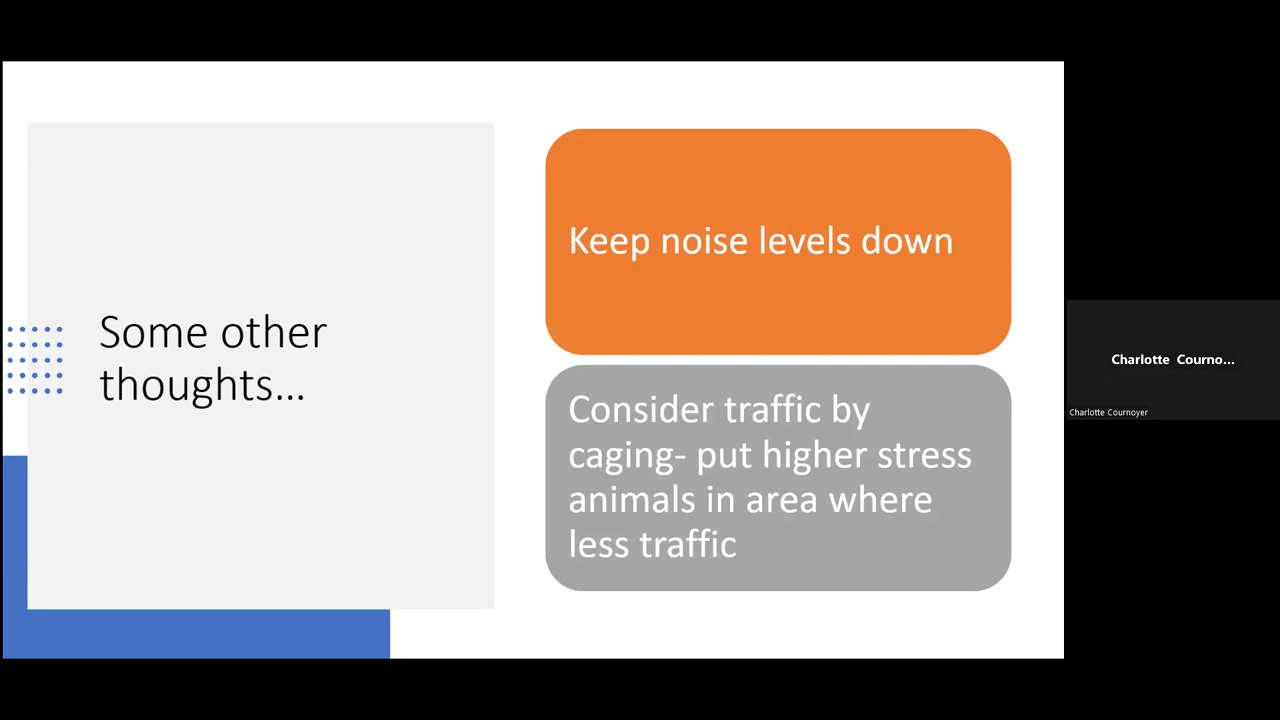 Some other
thoughts...
Keep noise levels down
Consider traffic by
caging- put higher stress
animals in area where
less traffic
Charlotte Courno...
Charlotte Cournoyer